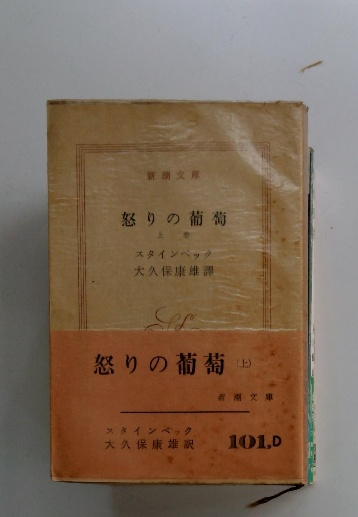 新潮文庫
怒りの葡萄
上巻
スタインベック
大久保康雄譯
怒りの葡萄 (上)
新潮文庫
スタインベック
大久保康雄訳
101.D